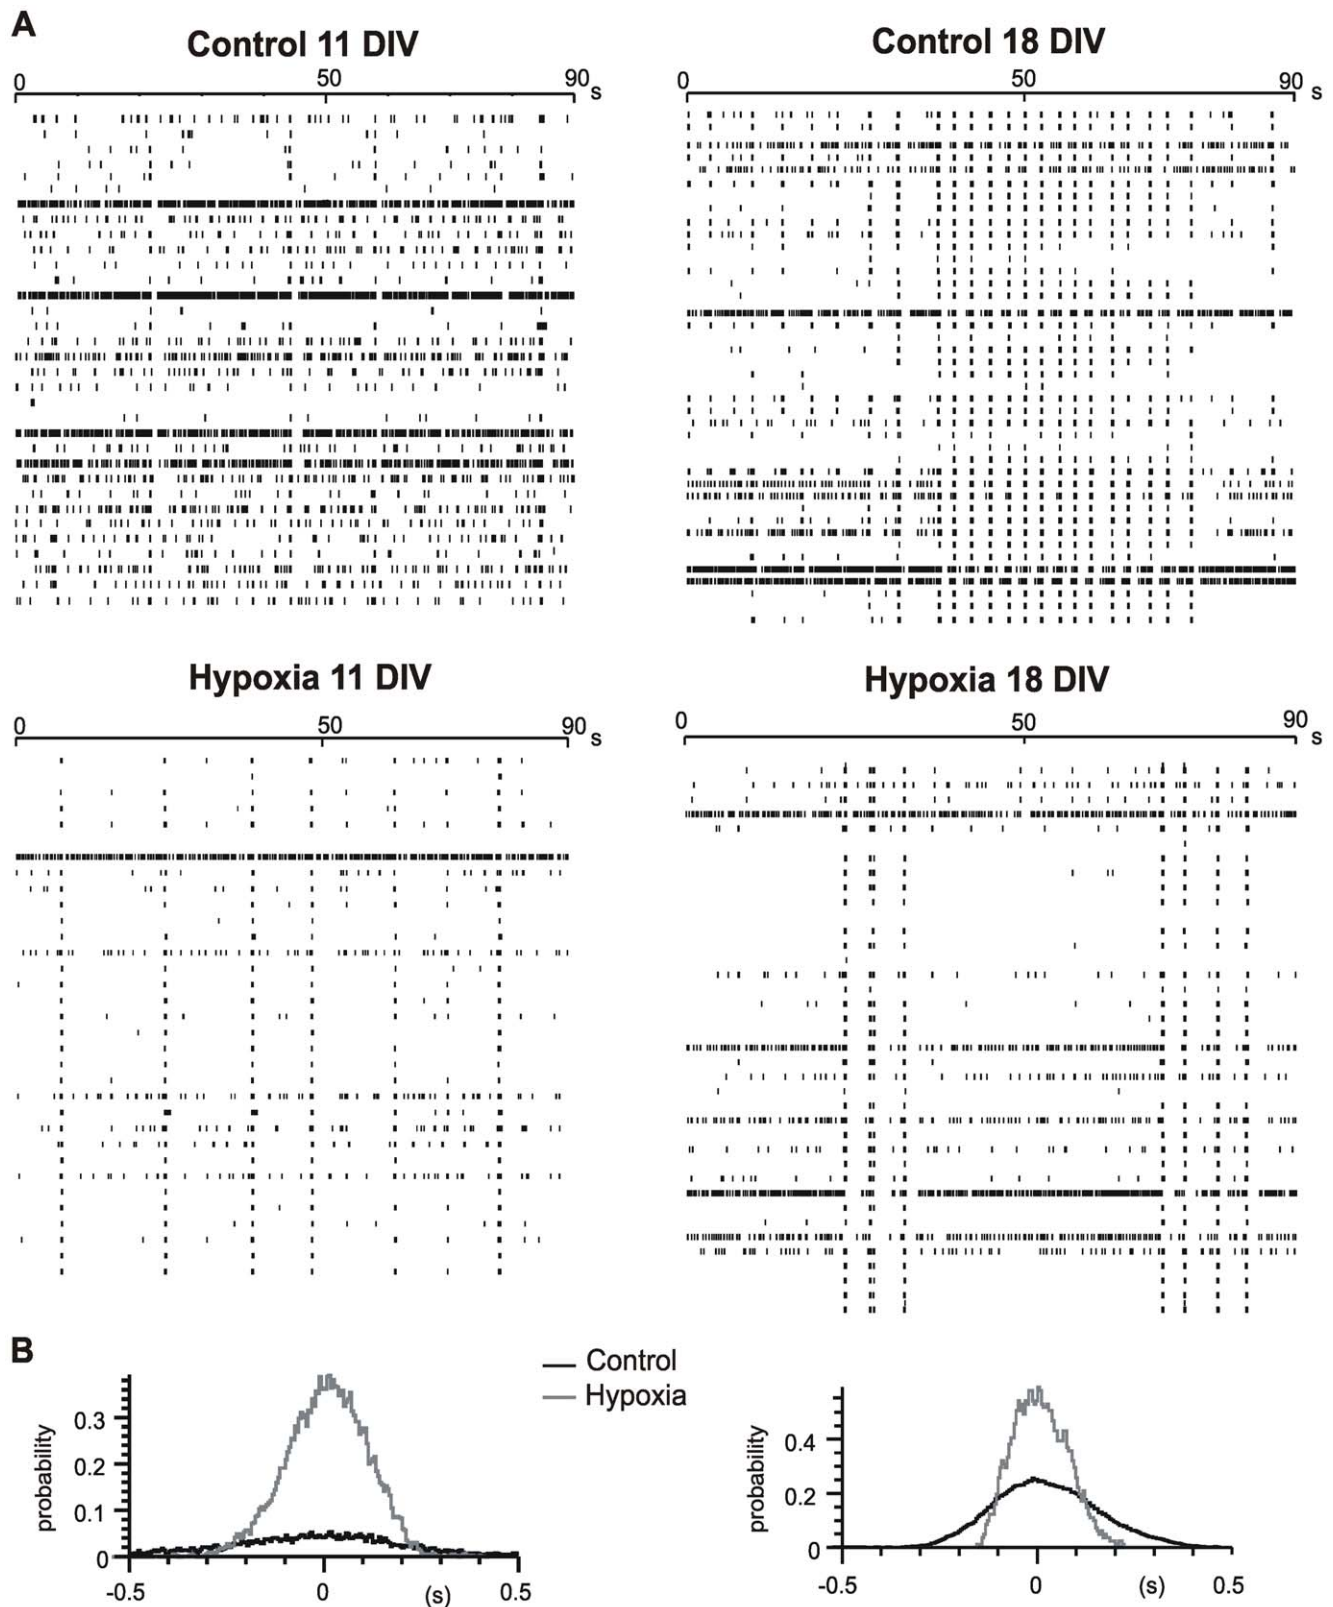 A
Control 11 DIV
0 50 90 s
Control 18 DIV
0 50 90 s
Hypoxia 11 DIV
0 50 90 s
Hypoxia 18 DIV
0 50 90 s
B
Control
Hypoxia
probability
0.3
0.2
0.1
0
-0.5 0 (s) 0.5
probability
0.4
0.2
0
-0.5 0 (s) 0.5